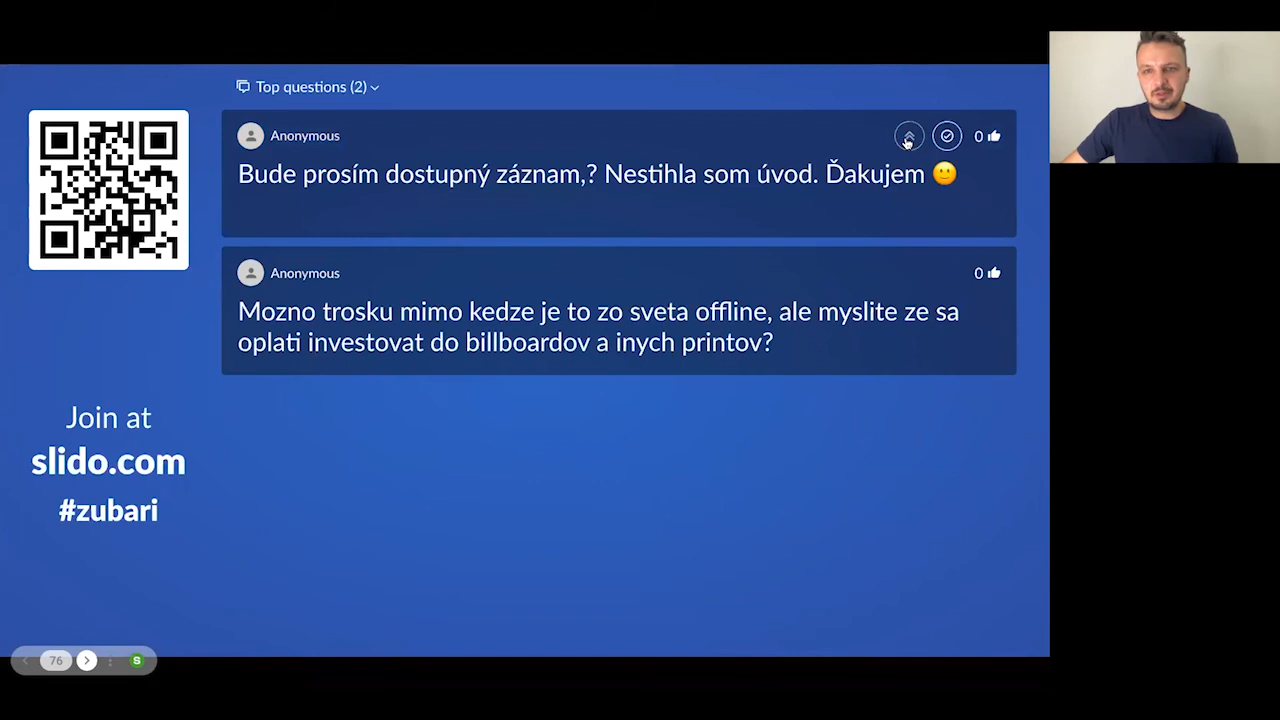 Top questions (2)
Anonymous
0
Bude prosím dostupný záznam,? Nestihla som úvod. Ďakujem 🙂
Anonymous
0
Mozno trosku mimo kedze je to zo sveta offline, ale myslite ze sa
oplati investovat do billboardov a inych printov?
Join at
slido.com
#zubari
76
S